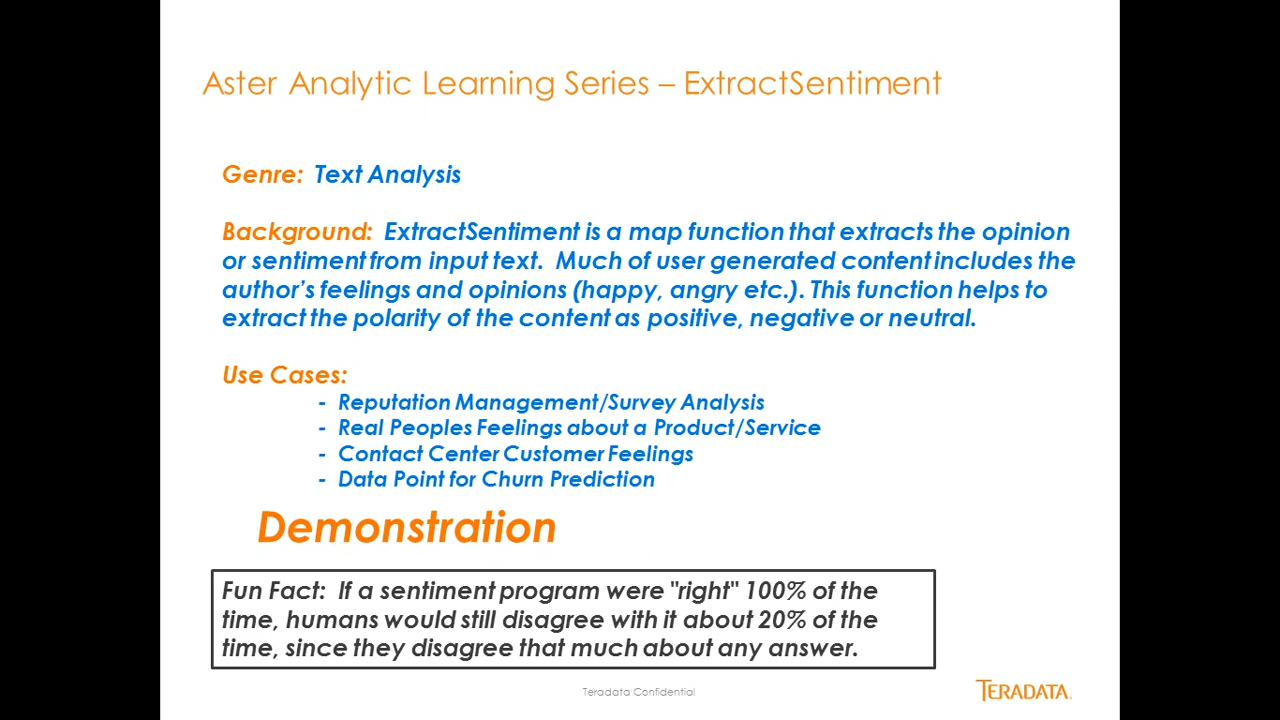 Aster Analytic Learning Series – ExtractSentiment
Genre: Text Analysis
Background: ExtractSentiment is a map function that extracts the opinion
or sentiment from input text. Much of user generated content includes the
author's feelings and opinions (happy, angry etc.). This function helps to
extract the polarity of the content as positive, negative or neutral.
Use Cases:
- Reputation Management/Survey Analysis
- Real Peoples Feelings about a Product/Service
- Contact Center Customer Feelings
- Data Point for Churn Prediction
Demonstration
Fun Fact: If a sentiment program were "right" 100% of the
time, humans would still disagree with it about 20% of the
time, since they disagree that much about any answer.
Teradata Confidential
TERADATA.